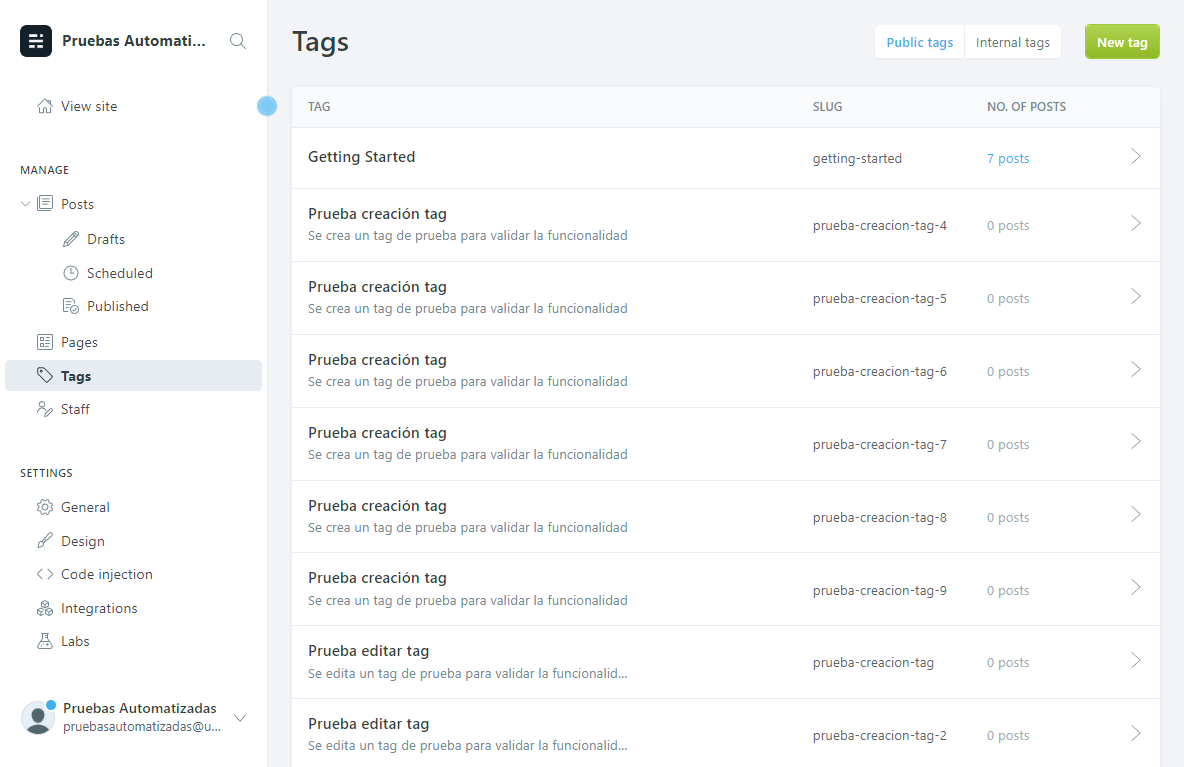 Pruebas Automati...
View site
MANAGE
Posts
Drafts
Scheduled
Published
Pages
Tags
Staff
SETTINGS
General
Design
Code injection
Integrations
Labs
Pruebas Automatizadas
pruebasautomatizadas@u...
Tags
Public tags
Internal tags
New tag
TAG SLUG NO. OF POSTS
Getting Started getting-started 7 posts
Prueba creación tag
Se crea un tag de prueba para validar la funcionalidad
prueba-creacion-tag-4 0 posts
Prueba creación tag
Se crea un tag de prueba para validar la funcionalidad
prueba-creacion-tag-5 0 posts
Prueba creación tag
Se crea un tag de prueba para validar la funcionalidad
prueba-creacion-tag-6 0 posts
Prueba creación tag
Se crea un tag de prueba para validar la funcionalidad
prueba-creacion-tag-7 0 posts
Prueba creación tag
Se crea un tag de prueba para validar la funcionalidad
prueba-creacion-tag-8 0 posts
Prueba creación tag
Se crea un tag de prueba para validar la funcionalidad
prueba-creacion-tag-9 0 posts
Prueba editar tag
Se edita un tag de prueba para validar la funcionalid...
prueba-creacion-tag 0 posts
Prueba editar tag
Se edita un tag de prueba para validar la funcionalid...
prueba-creacion-tag-2 0 posts